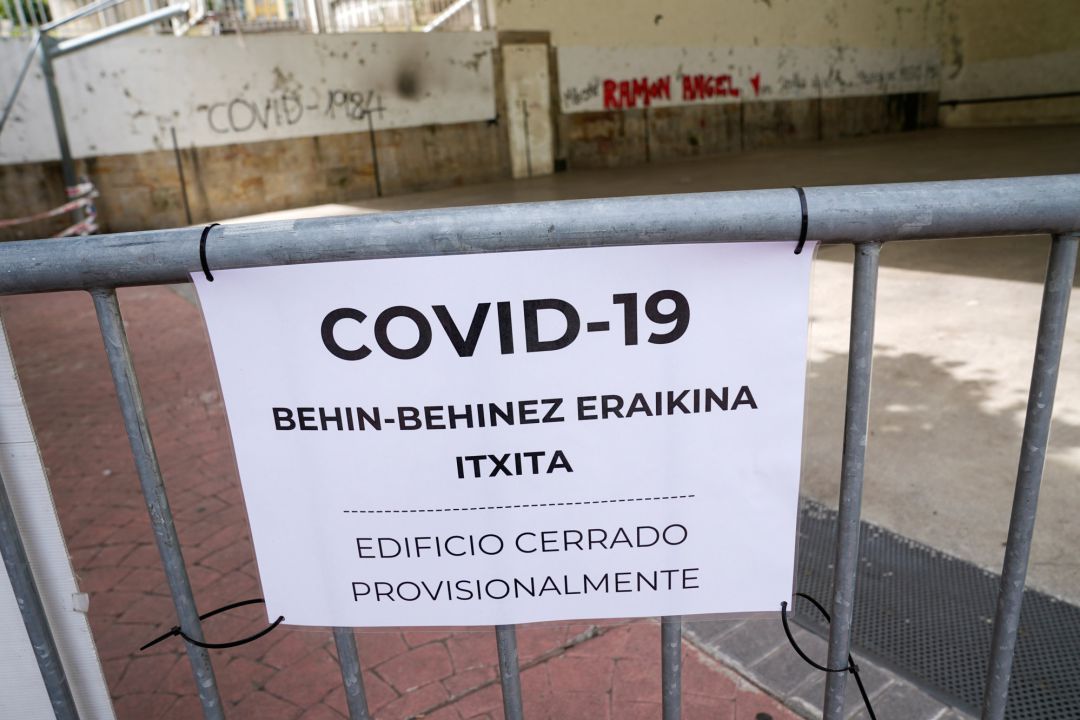 COVID-1984
RAMON ANGEL
COVID-19
BEHIN-BEHINEZ ERAIKINA
ITXITA
EDIFICIO CERRADO
PROVISIONALMENTE